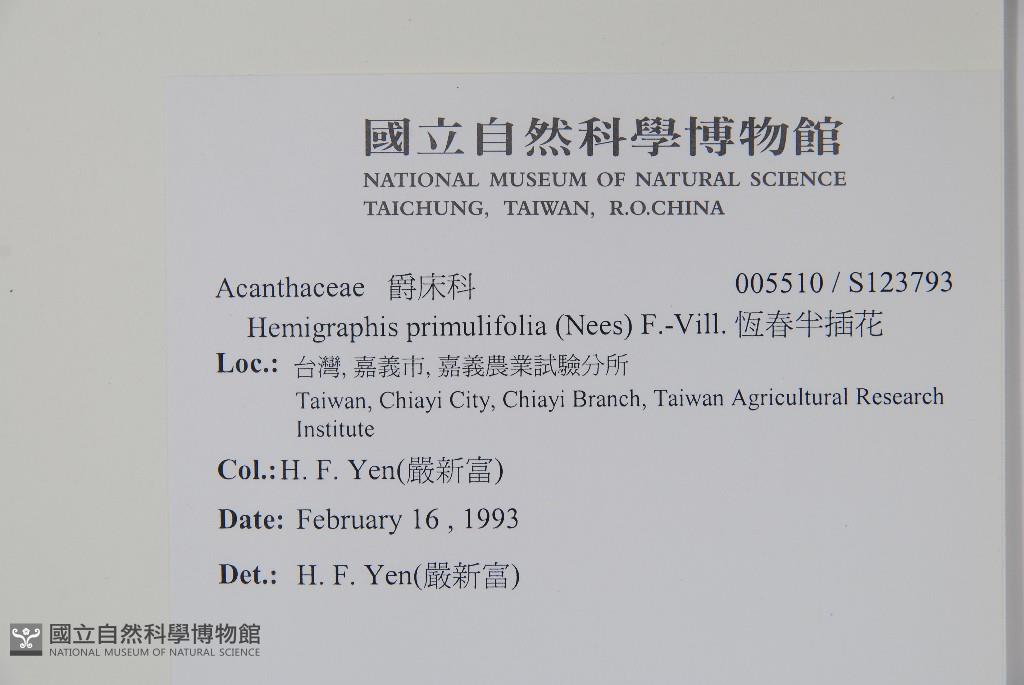 國立自然科學博物館
NATIONAL MUSEUM OF NATURAL SCIENCE
TAICHUNG, TAIWAN, R.O.CHINA
Acanthaceae 爵床科 005510 / S123793
Hemigraphis primulifolia (Nees) F.-Vill. 恆春半插花
Loc.: 台灣, 嘉義市, 嘉義農業試驗分所
Taiwan, Chiayi City, Chiayi Branch, Taiwan Agricultural Research
Institute
Col.: H. F. Yen(嚴新富)
Date: February 16 , 1993
Det.: H. F. Yen(嚴新富)
國立自然科學博物館
NATIONAL MUSEUM OF NATURAL SCIENCE